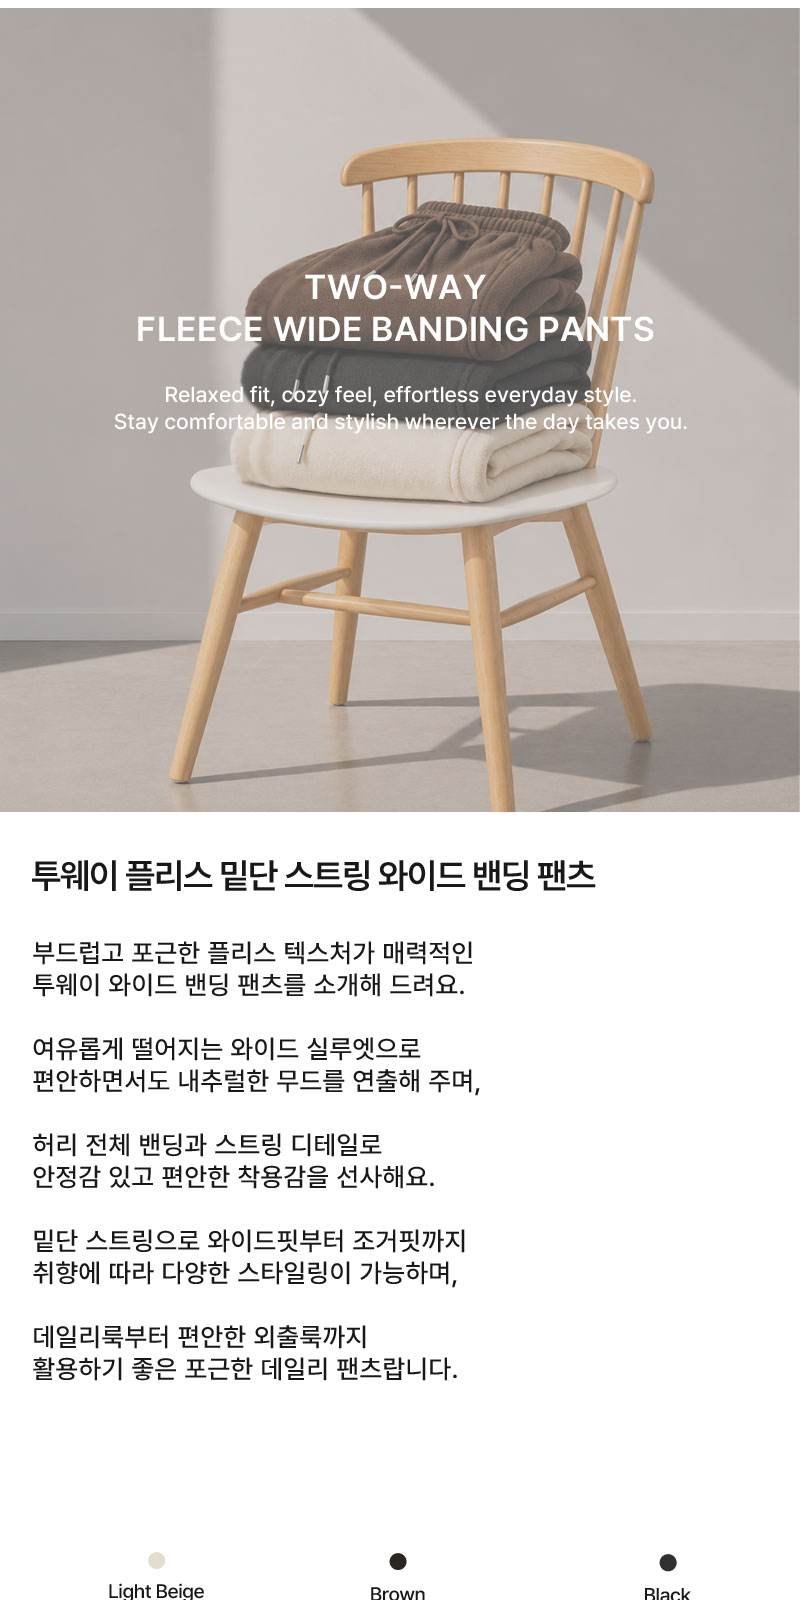 TWO-WAY
FLEECE WIDE BANDING PANTS
Relaxed fit, cozy feel, effortless everyday style.
Stay comfortable and stylish wherever the day takes you.
투웨이 플리스 밑단 스트링 와이드 밴딩 팬츠
부드럽고 포근한 플리스 텍스처가 매력적인
투웨이 와이드 밴딩 팬츠를 소개해 드려요.
여유롭게 떨어지는 와이드 실루엣으로
편안하면서도 내추럴한 무드를 연출해 주며,
허리 전체 밴딩과 스트링 디테일로
안정감 있고 편안한 착용감을 선사해요.
밑단 스트링으로 와이드핏부터 조거핏까지
취향에 따라 다양한 스타일링이 가능하며,
데일리룩부터 편안한 외출룩까지
활용하기 좋은 포근한 데일리 팬츠랍니다.
Light Beige
Brown
Black